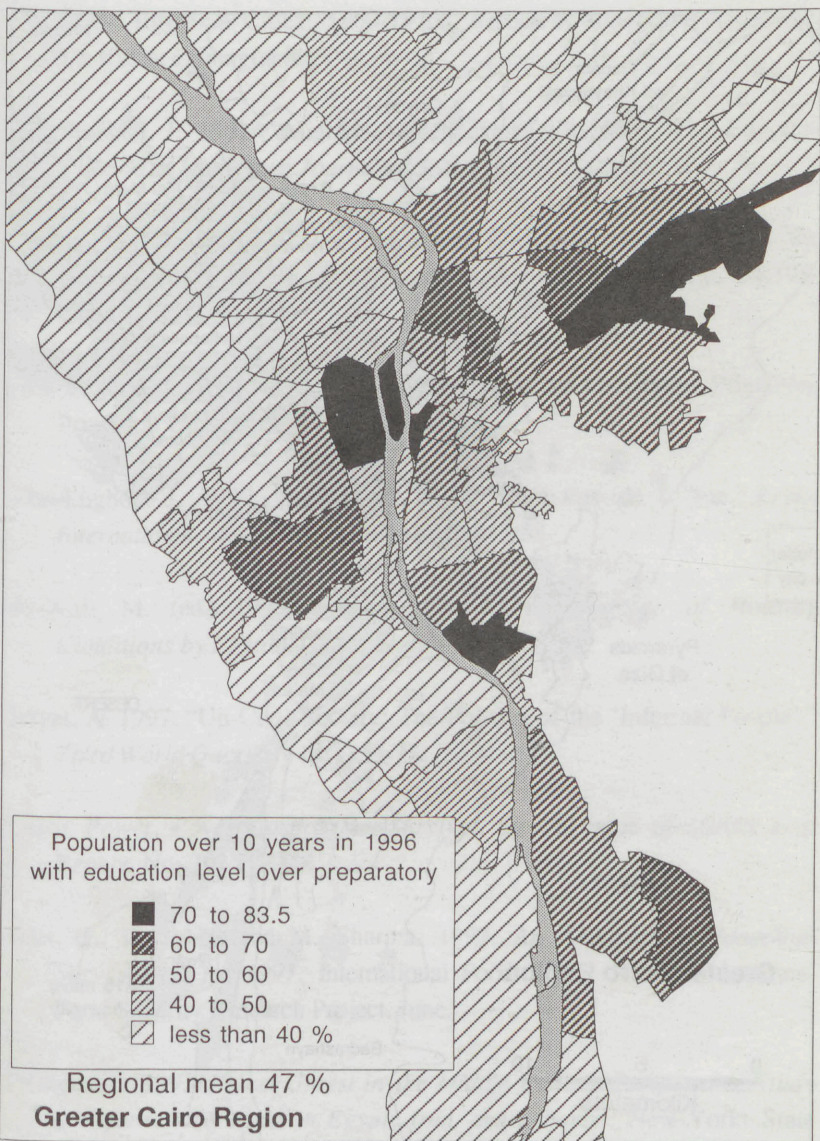 Population over 10 years in 1996
with education level over preparatory
70 to 83.5
60 to 70
50 to 60
40 to 50
less than 40 %
Regional mean 47 %
Greater Cairo Region